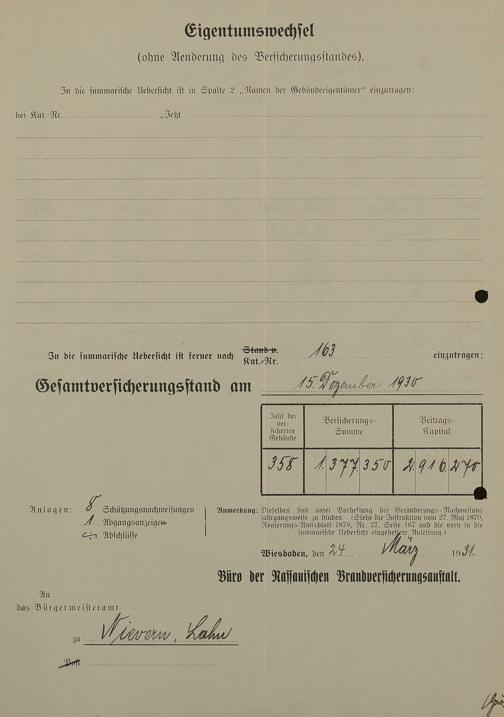 Eigentumswechsel
(ohne Aenderung des Versicherungsstandes).
In die summarische Uebersicht ist in Spalte 2 „Namen der Gebäudeeigentümer" einzutragen:
bei Kat.-Nr. „Jetzt
In die summarische Uebersicht ist ferner nach Stand v. Kat.-Nr. 163 einzutragen:
Gesamtversicherungsstand am 15. Dezember 1930
Zahl der versicherten Gebäude
Versicherungs-Summe
Beitrags-Kapital
358 1.377.350 2.916.270
Anlagen: 8 Schätzungsnachweisungen
1 Abgangsanzeigen
Abschlüsse
Anmerkung: Dieselben sind unter Vorheftung der Veränderungs-Nachweisung
jahrgangsweise zu binden. (Siehe die Instruktion vom 27. Mai 1879,
Regierungs-Amtsblatt 1879, Nr. 27, Seite 167 und die vorn in die
summarische Uebersicht eingeheftete Anleitung.)
Wiesbaden, den 24 März 1931.
Büro der Nassauischen Brandversicherungsanstalt.
An
das Bürgermeisteramt
zu Nievern, Lahn
Post